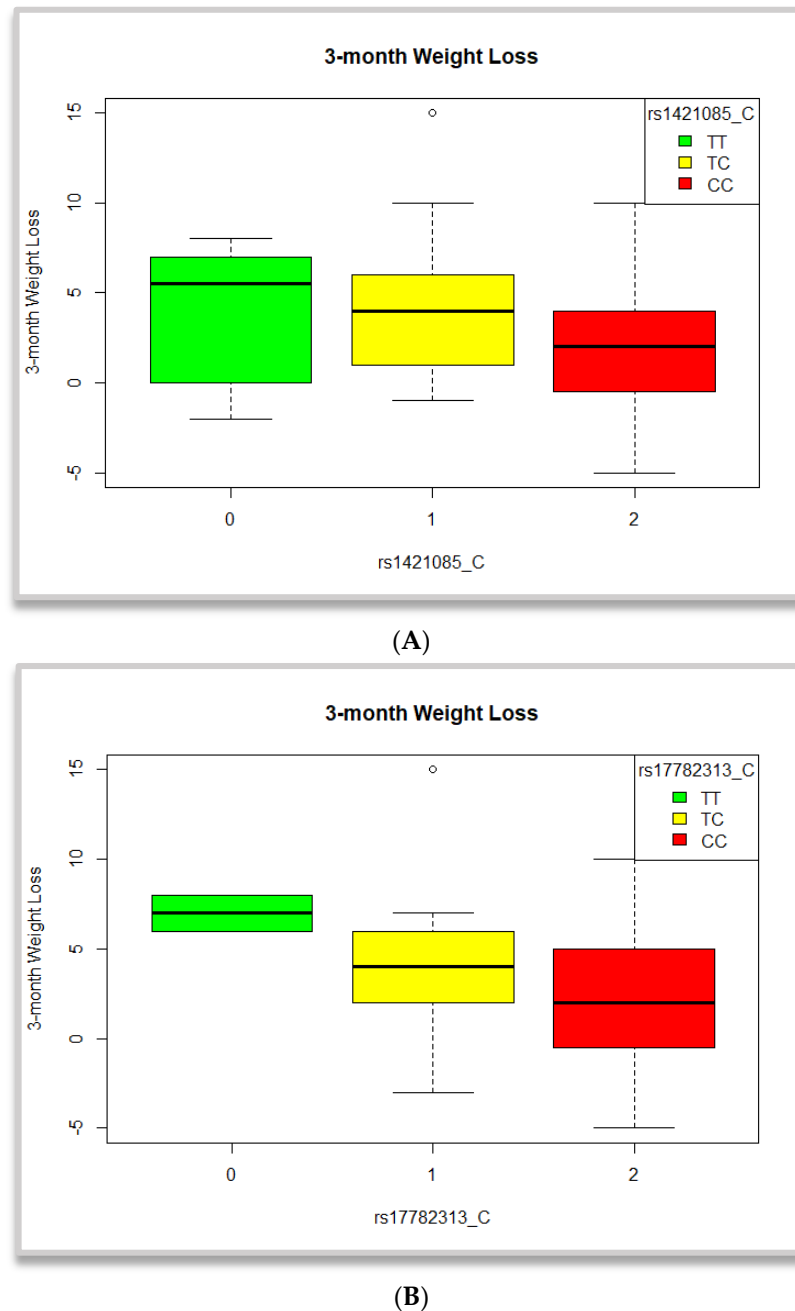 3-month Weight Loss
rs1421085_C
TT
TC
CC
15
10
5
0
-5
3-month Weight Loss
0 1 2
rs1421085_C
(A)
3-month Weight Loss
rs17782313_C
TT
TC
CC
15
10
5
0
-5
3-month Weight Loss
0 1 2
rs17782313_C
(B)